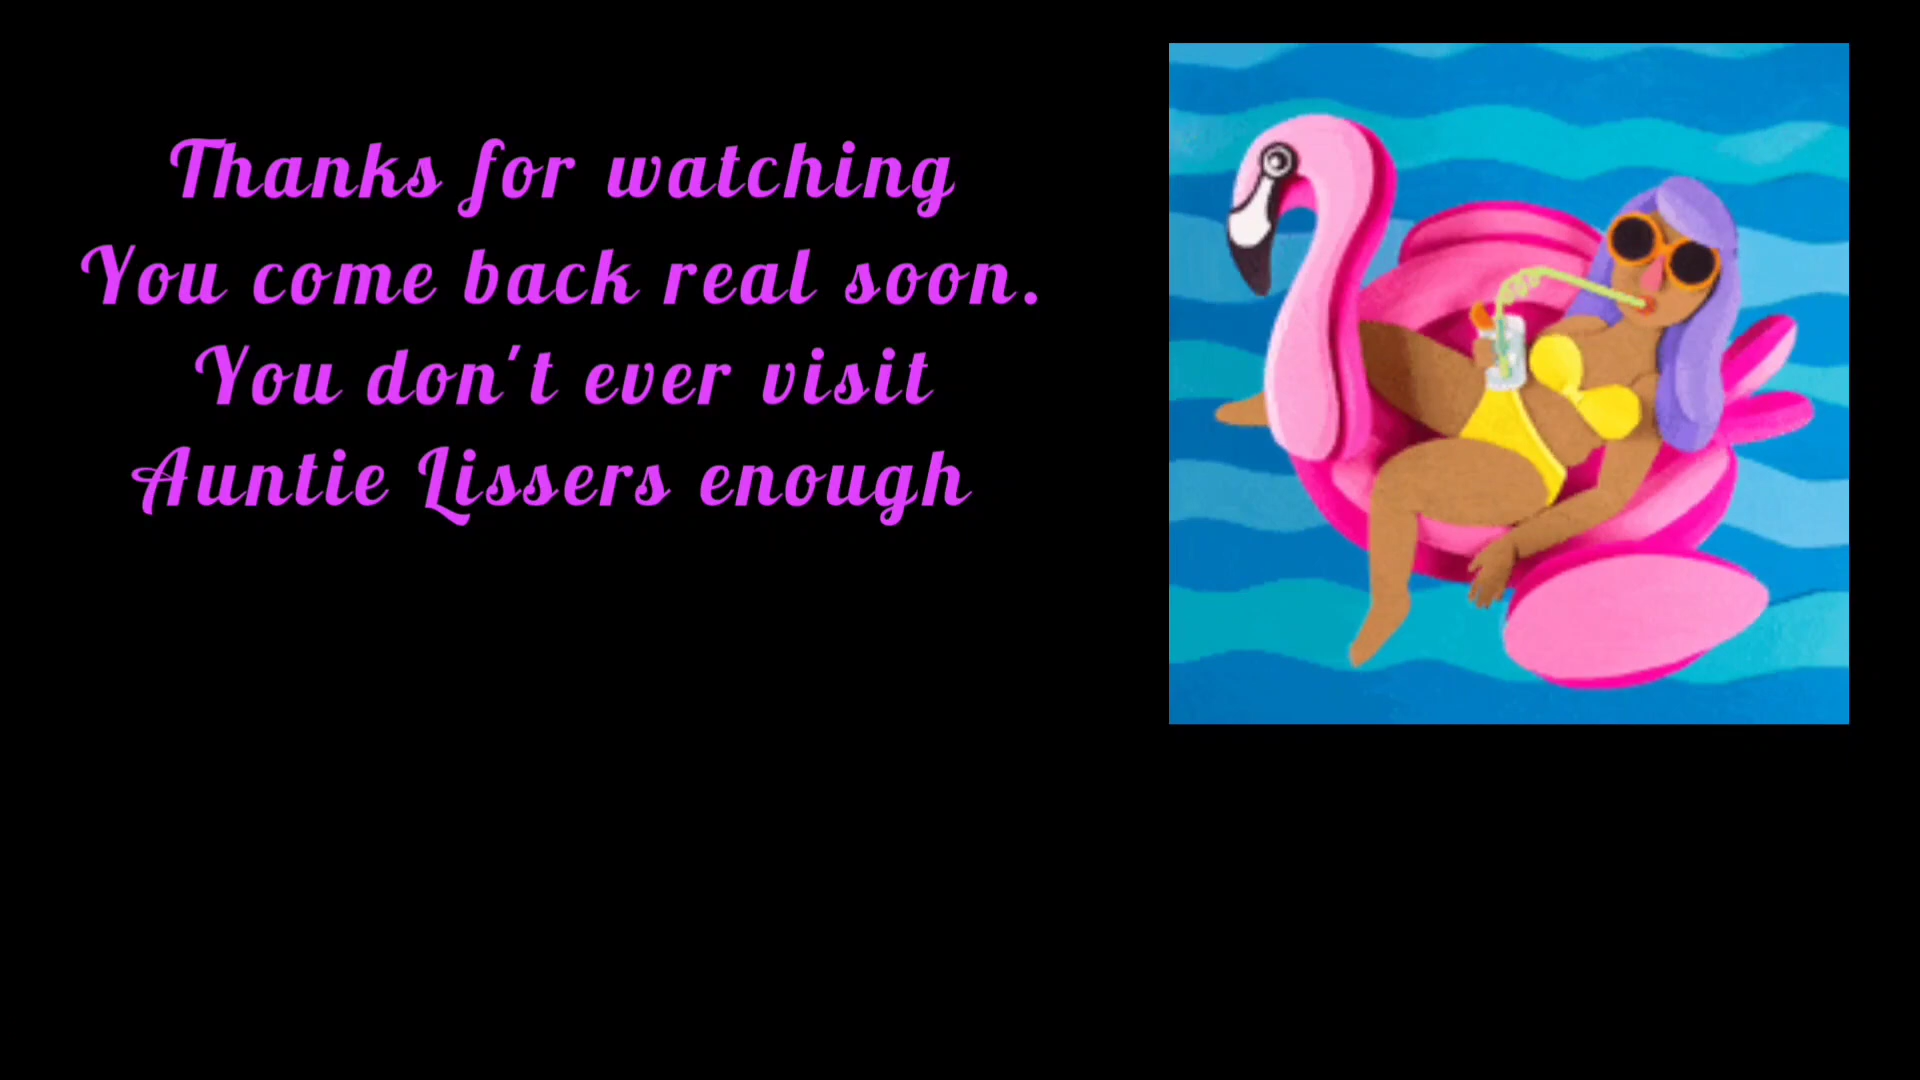 Thanks for watching
You come back real soon.
You don't ever visit
Auntie Lissers enough